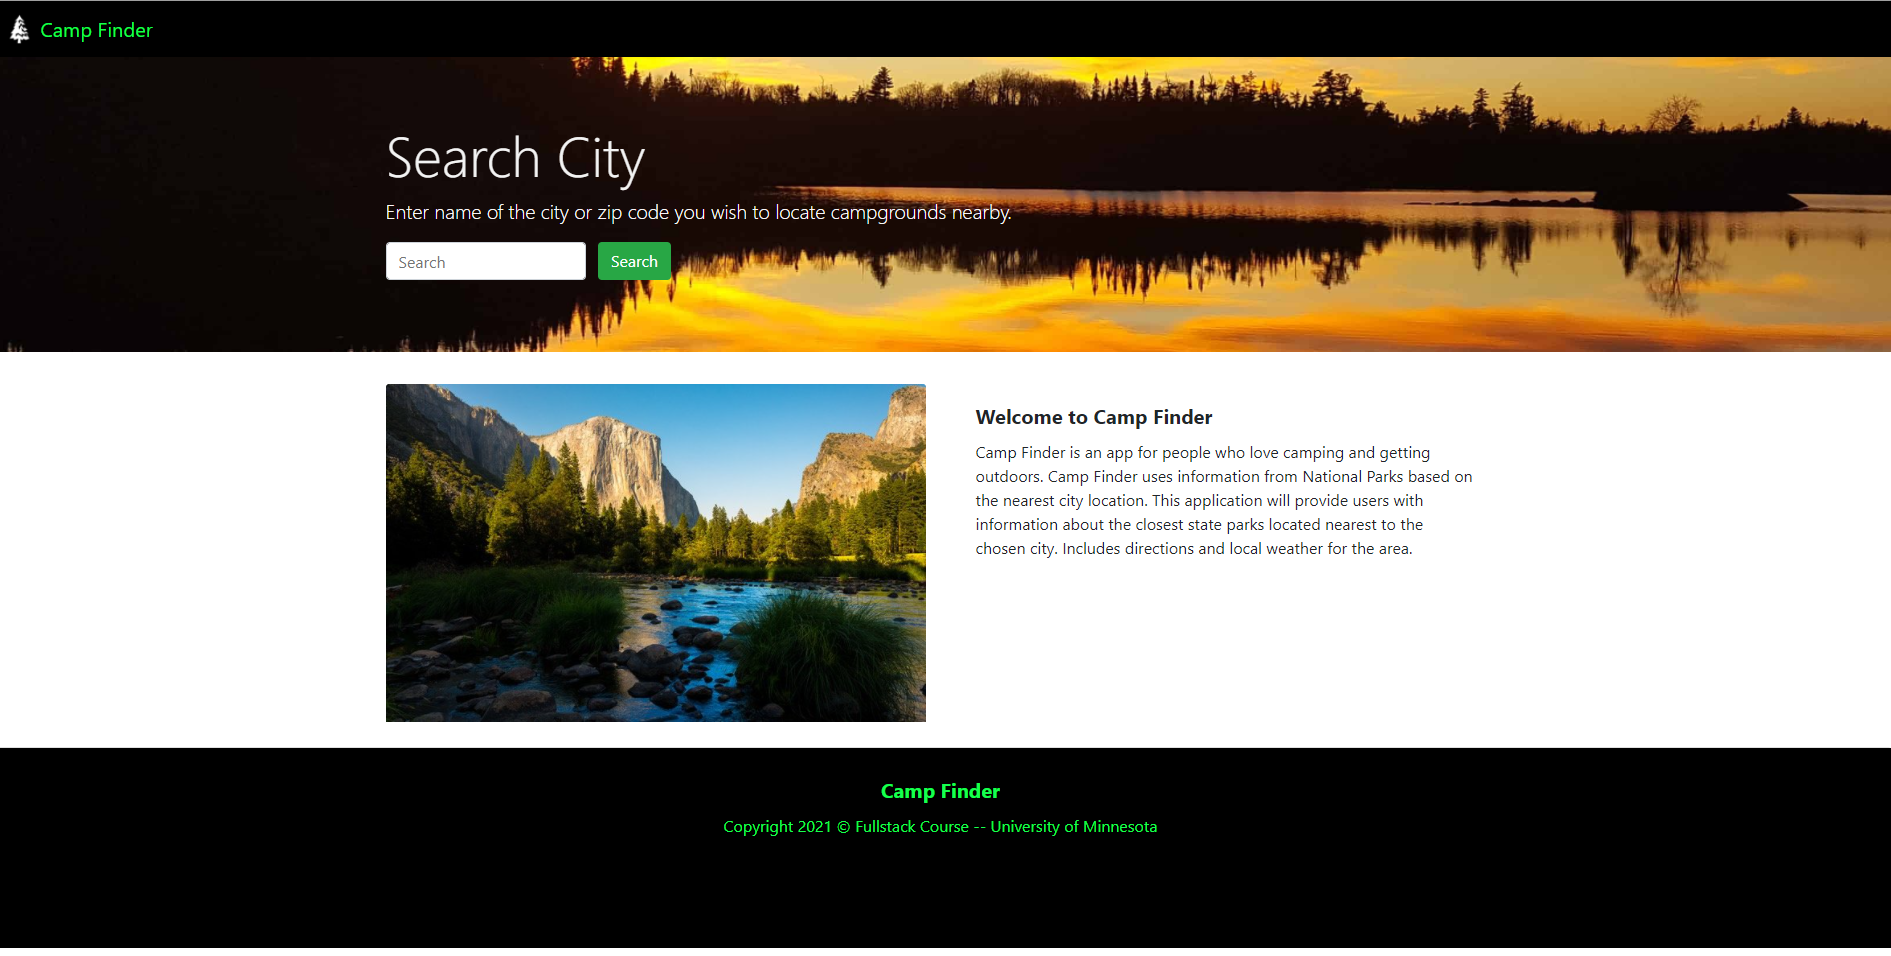 Camp Finder
Search City
Enter name of the city or zip code you wish to locate campgrounds nearby.
Search
Search
Welcome to Camp Finder
Camp Finder is an app for people who love camping and getting
outdoors. Camp Finder uses information from National Parks based on
the nearest city location. This application will provide users with
information about the closest state parks located nearest to the
chosen city. Includes directions and local weather for the area.
Camp Finder
Copyright 2021 © Fullstack Course -- University of Minnesota